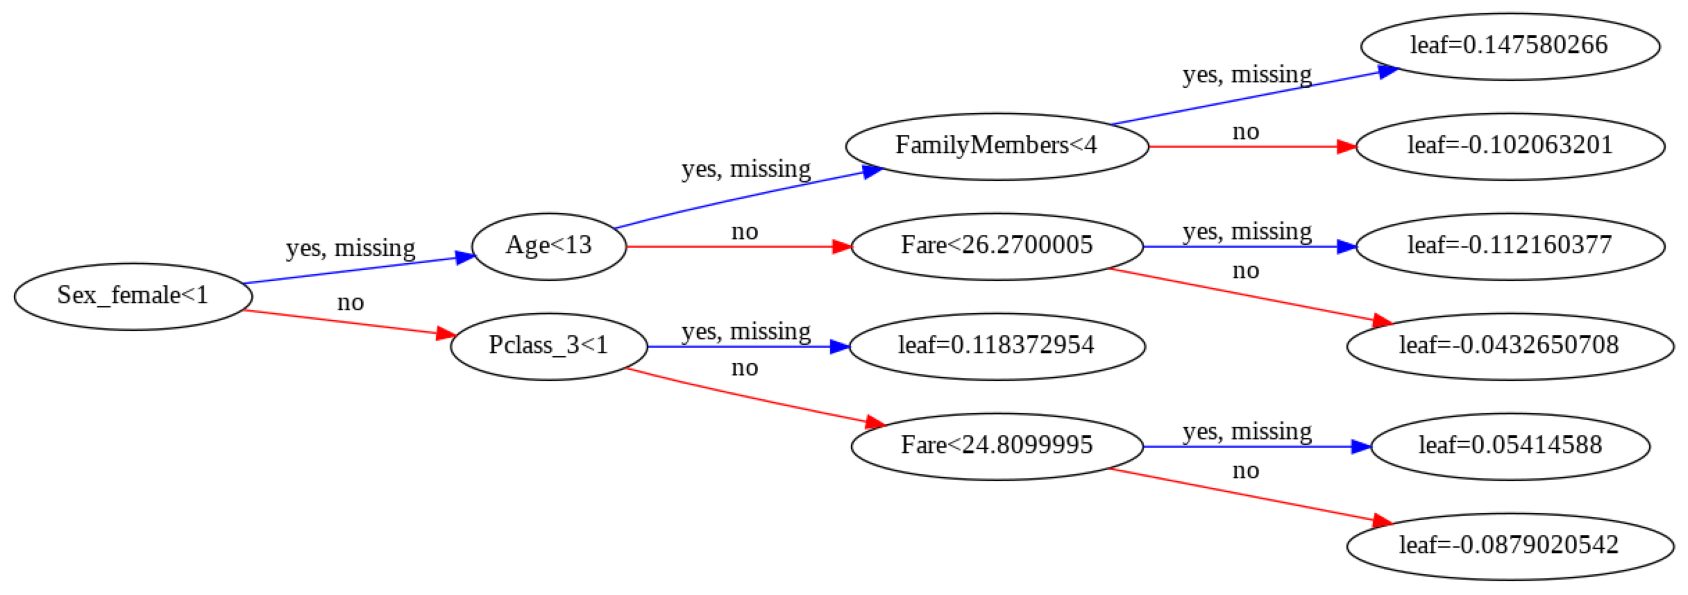 leaf=0.147580266
yes, missing
no
FamilyMembers<4
leaf=-0.102063201
yes, missing
yes, missing
no
Age<13
no
Fare<26.2700005
yes, missing
leaf=-0.112160377
no
Sex_female<1
no
Pclass_3<1
yes, missing
leaf=0.118372954
leaf=-0.0432650708
no
Fare<24.8099995
yes, missing
leaf=0.05414588
no
leaf=-0.0879020542